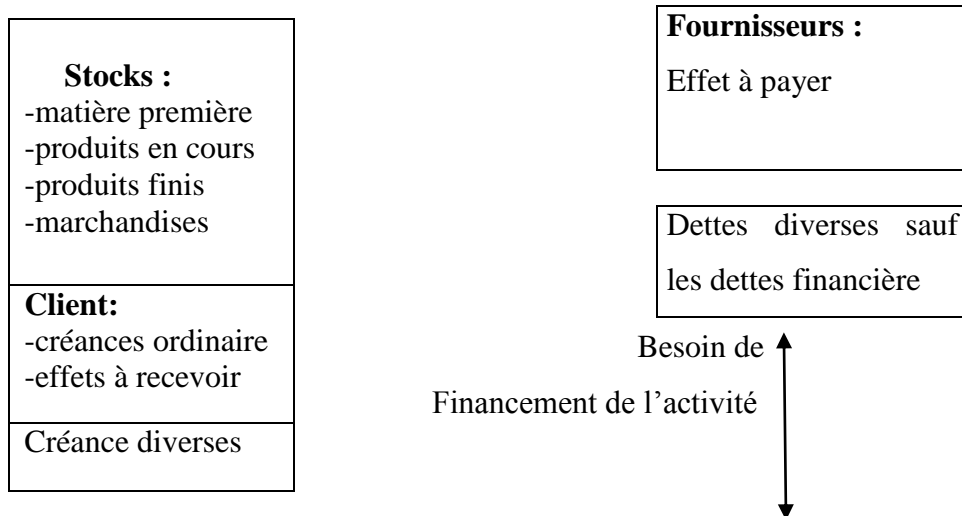 Stocks :
-matière première
-produits en cours
-produits finis
-marchandises
Client:
-créances ordinaire
-effets à recevoir
Créance diverses
Fournisseurs :
Effet à payer
Dettes diverses sauf
les dettes financière
Besoin de
Financement de l’activité